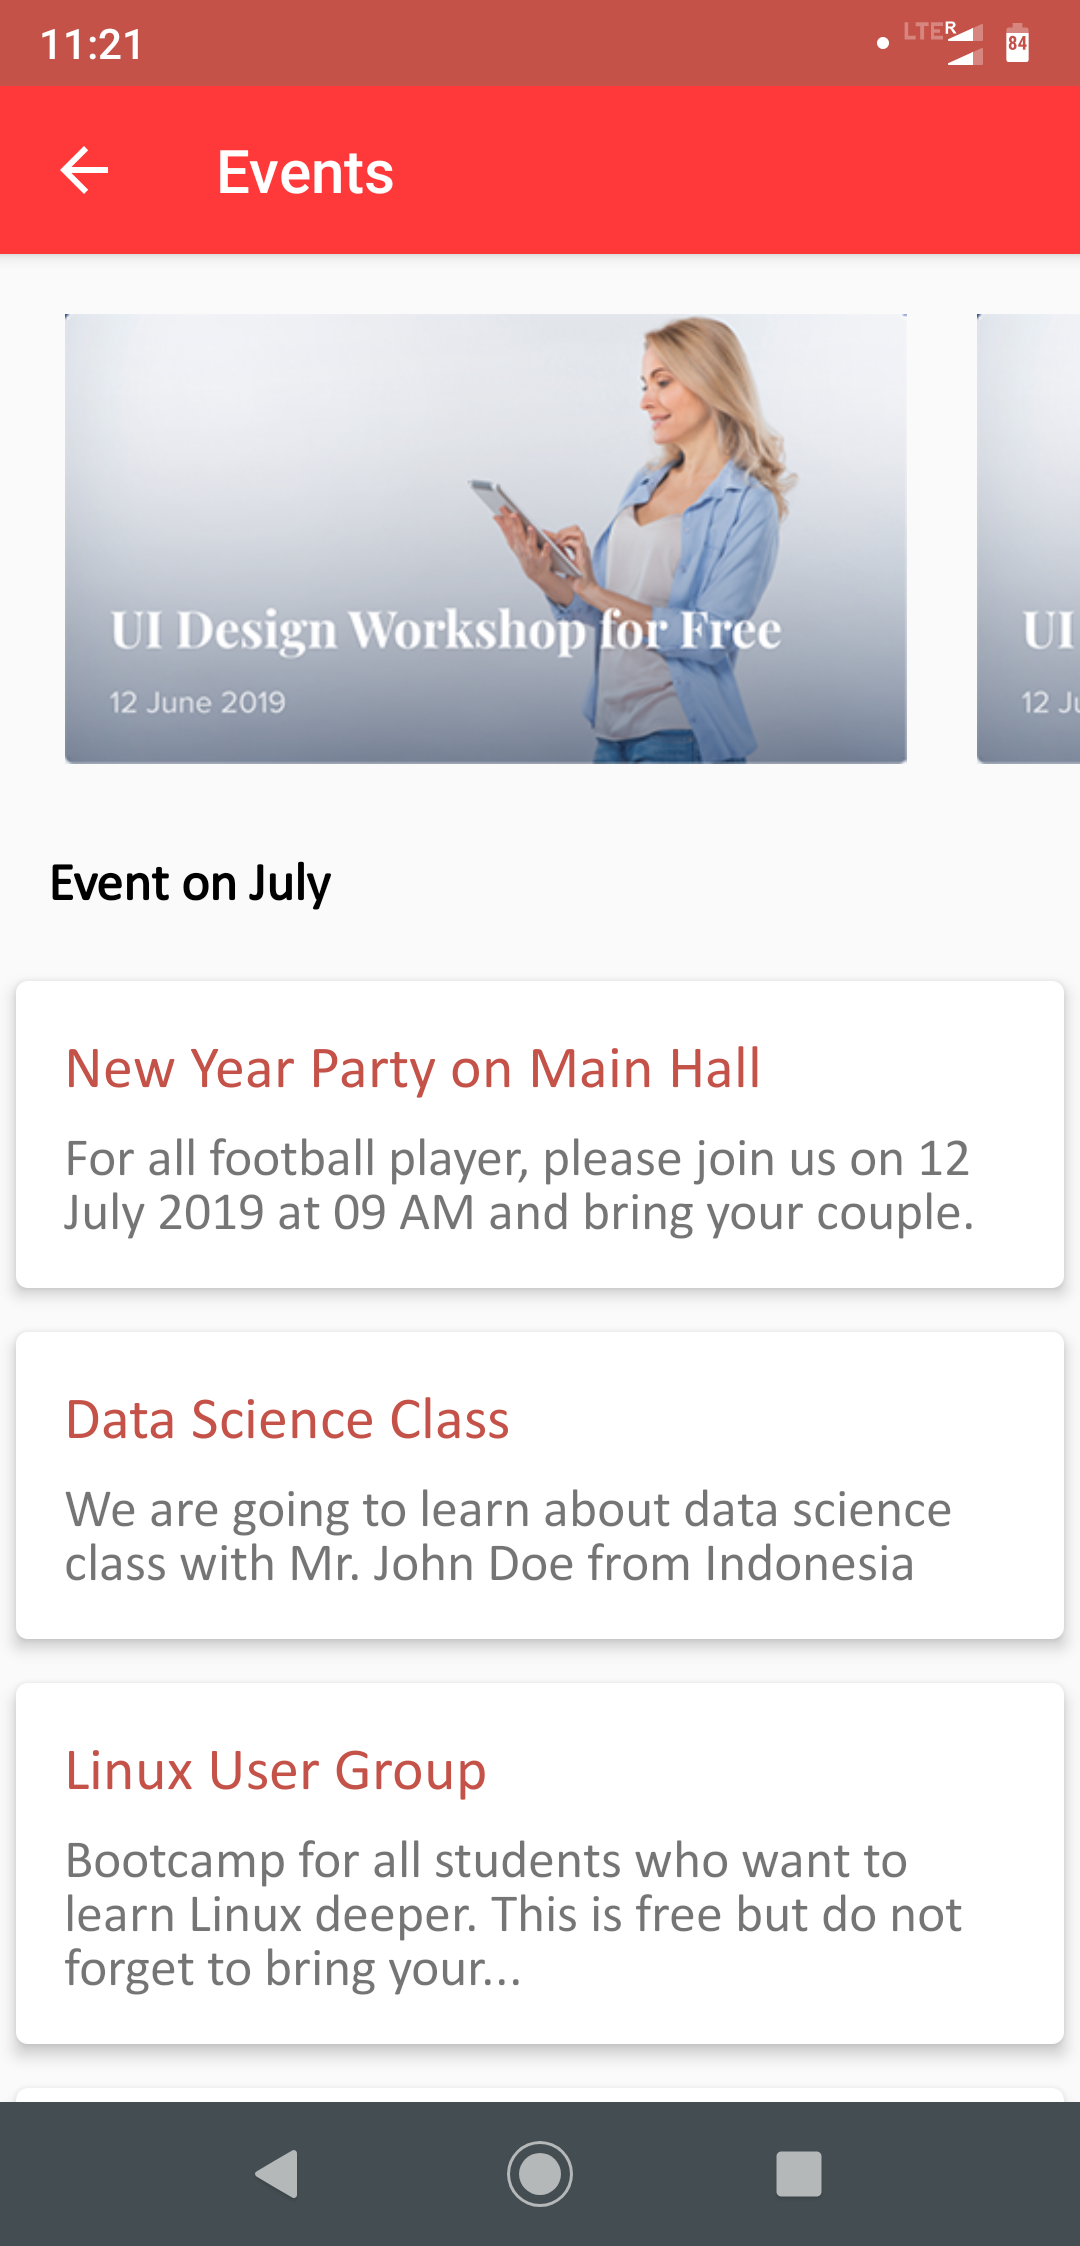 11:21
LTE R
84
Events
UI Design Workshop for Free
12 June 2019
UI
12 Ju
Event on July
New Year Party on Main Hall
For all football player, please join us on 12
July 2019 at 09 AM and bring your couple.
Data Science Class
We are going to learn about data science
class with Mr. John Doe from Indonesia
Linux User Group
Bootcamp for all students who want to
learn Linux deeper. This is free but do not
forget to bring your...